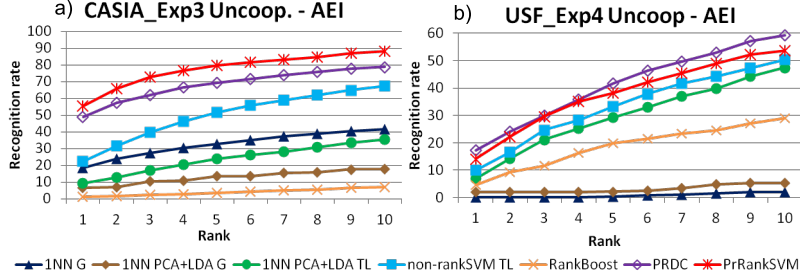 a) CASIA_Exp3 Uncoop. - AEI
Recognition rate
100
90
80
70
60
50
40
30
20
10
0
1 2 3 4 5 6 7 8 9 10
Rank
b) USF_Exp4 Uncoop - AEI
Recognition rate
60
50
40
30
20
10
0
1 2 3 4 5 6 7 8 9 10
Rank
1NN G 1NN PCA+LDA G 1NN PCA+LDA TL non-rankSVM TL RankBoost PRDC PrRankSVM